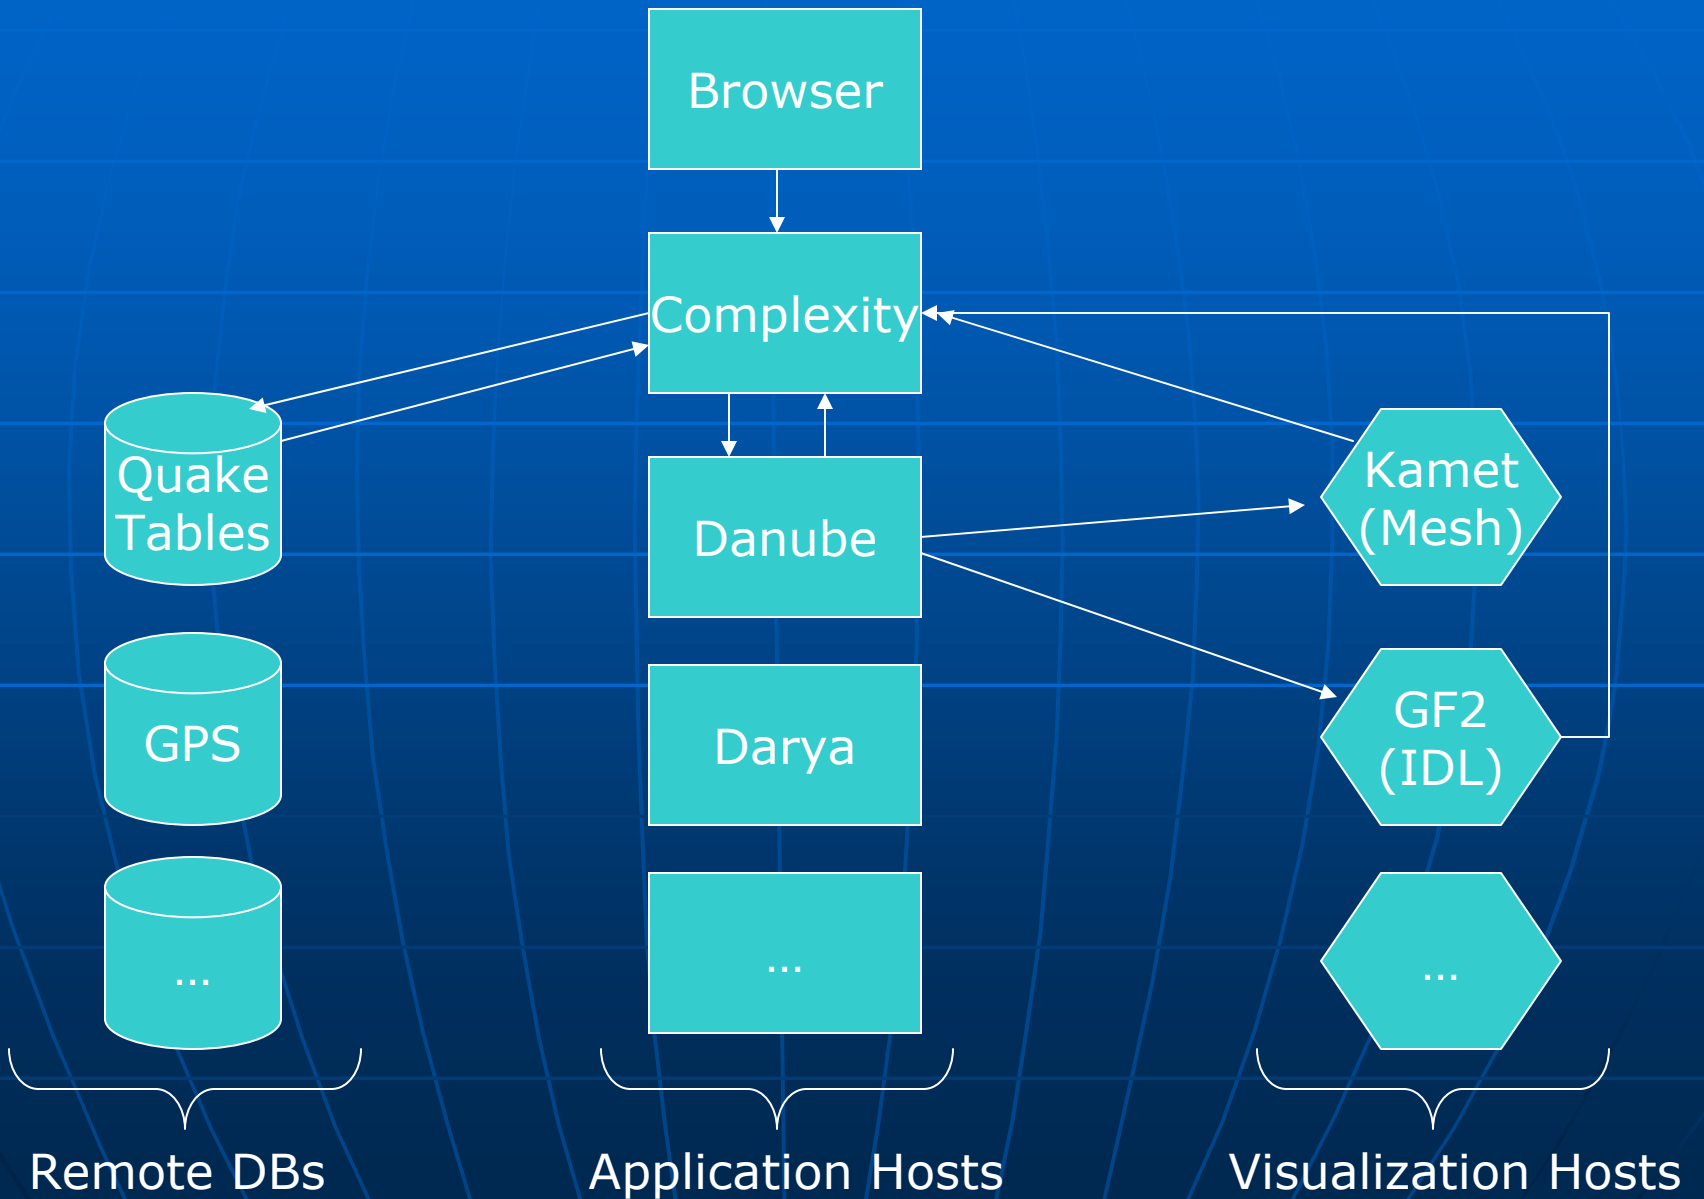 Browser
Complexity
Quake
Tables
Danube
Kamet
(Mesh)
GPS
Darya
GF2
(IDL)
...
...
...
Remote DBs
Application Hosts
Visualization Hosts